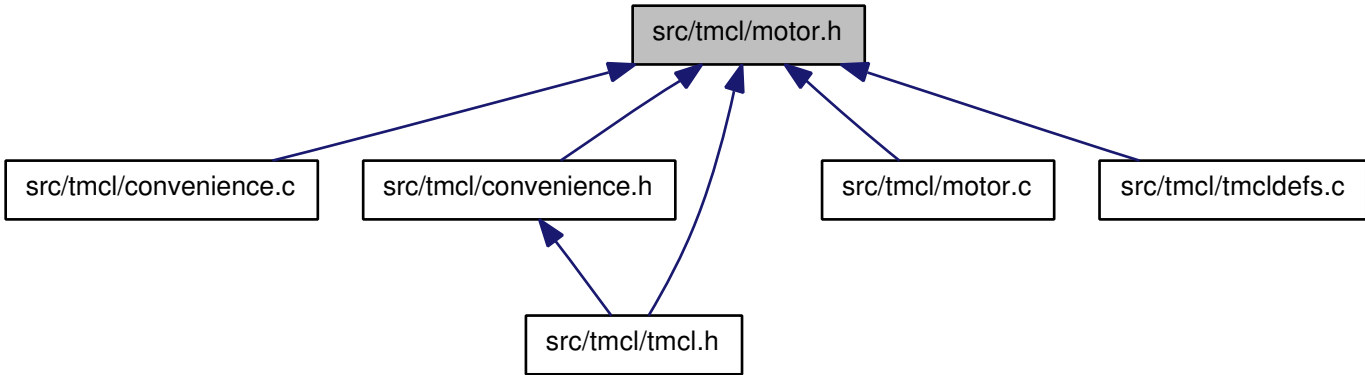 src/tmcl/motor.h
src/tmcl/convenience.c
src/tmcl/convenience.h
src/tmcl/motor.c
src/tmcl/tmcldefs.c
src/tmcl/tmcl.h